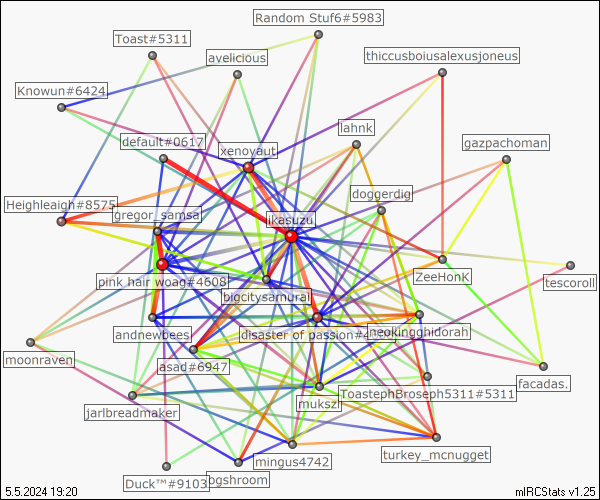 Random Stuf6#5983
Toast#5311
avelicious
thiccusboiusalexusjoneus
Knowun#6424
lahnk
default#0617
xenoyaut
gazpachoman
doggerdig
Heighleaigh#8575
gregor_samsa
ikasuzu
ZeeHonK
tescoroll
pink hair woag#4608
bigcitysamurai
andnewbees
disaster of passion#4
neokingghidorah
moonraven
asad#6947
facadas.
ToastephBroseph5311#5311
mukszi
jarlbreadmaker
turkey_mcnugget
mingus4742
Duck™#9103
pgshroom
5.5.2024 19:20
mIRCStats v1.25